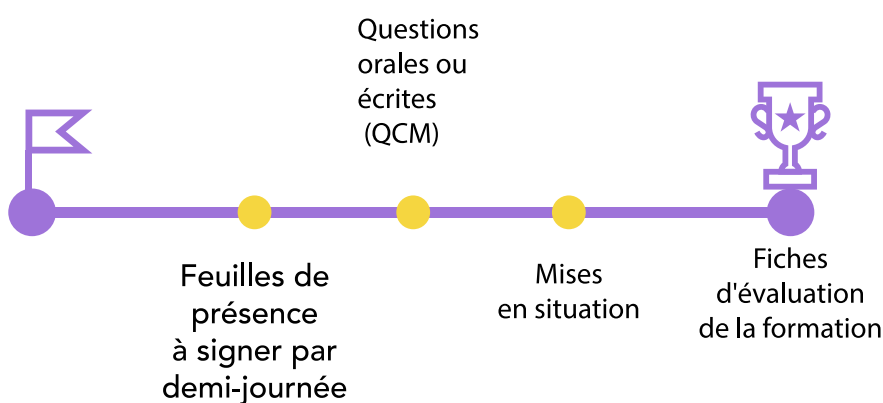 Questions
orales ou
écrites
(QCM)
Feuilles de
présence
à signer par
demi-journée
Mises
en situation
Fiches
d'évaluation
de la formation